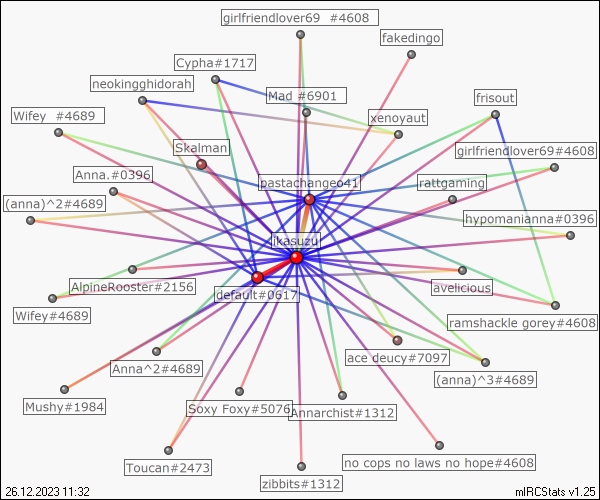 girlfriendlover69 #4608
fakedingo
Cypha#1717
neokingghidorah
Mad #6901
frisout
Wifey #4689
xenoyaut
Skalman
girlfriendlover69#4608
Anna.#0396
pastachangeo41
rattgaming
(anna)^2#4689
hypomanianna#0396
ikasuzu
AlpineRooster#2156
avelicious
default#0617
Wifey#4689
ramshackle gorey#4608
ace deucy#7097
Anna^2#4689
(anna)^3#4689
Mushy#1984
Soxy Foxy#5076
Annarchist#1312
Toucan#2473
no cops no laws no hope#4608
zibbits#1312
26.12.2023 11:32
mIRCStats v1.25